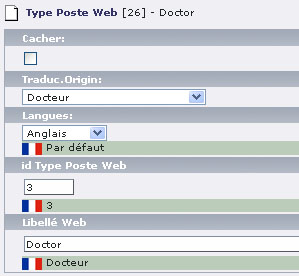 Type Poste Web [26] - Doctor
Cacher:
Traduc.Origin:
Docteur
Langues:
Anglais
Par défaut
id Type Poste Web
3
3
Libellé Web
Doctor
Docteur